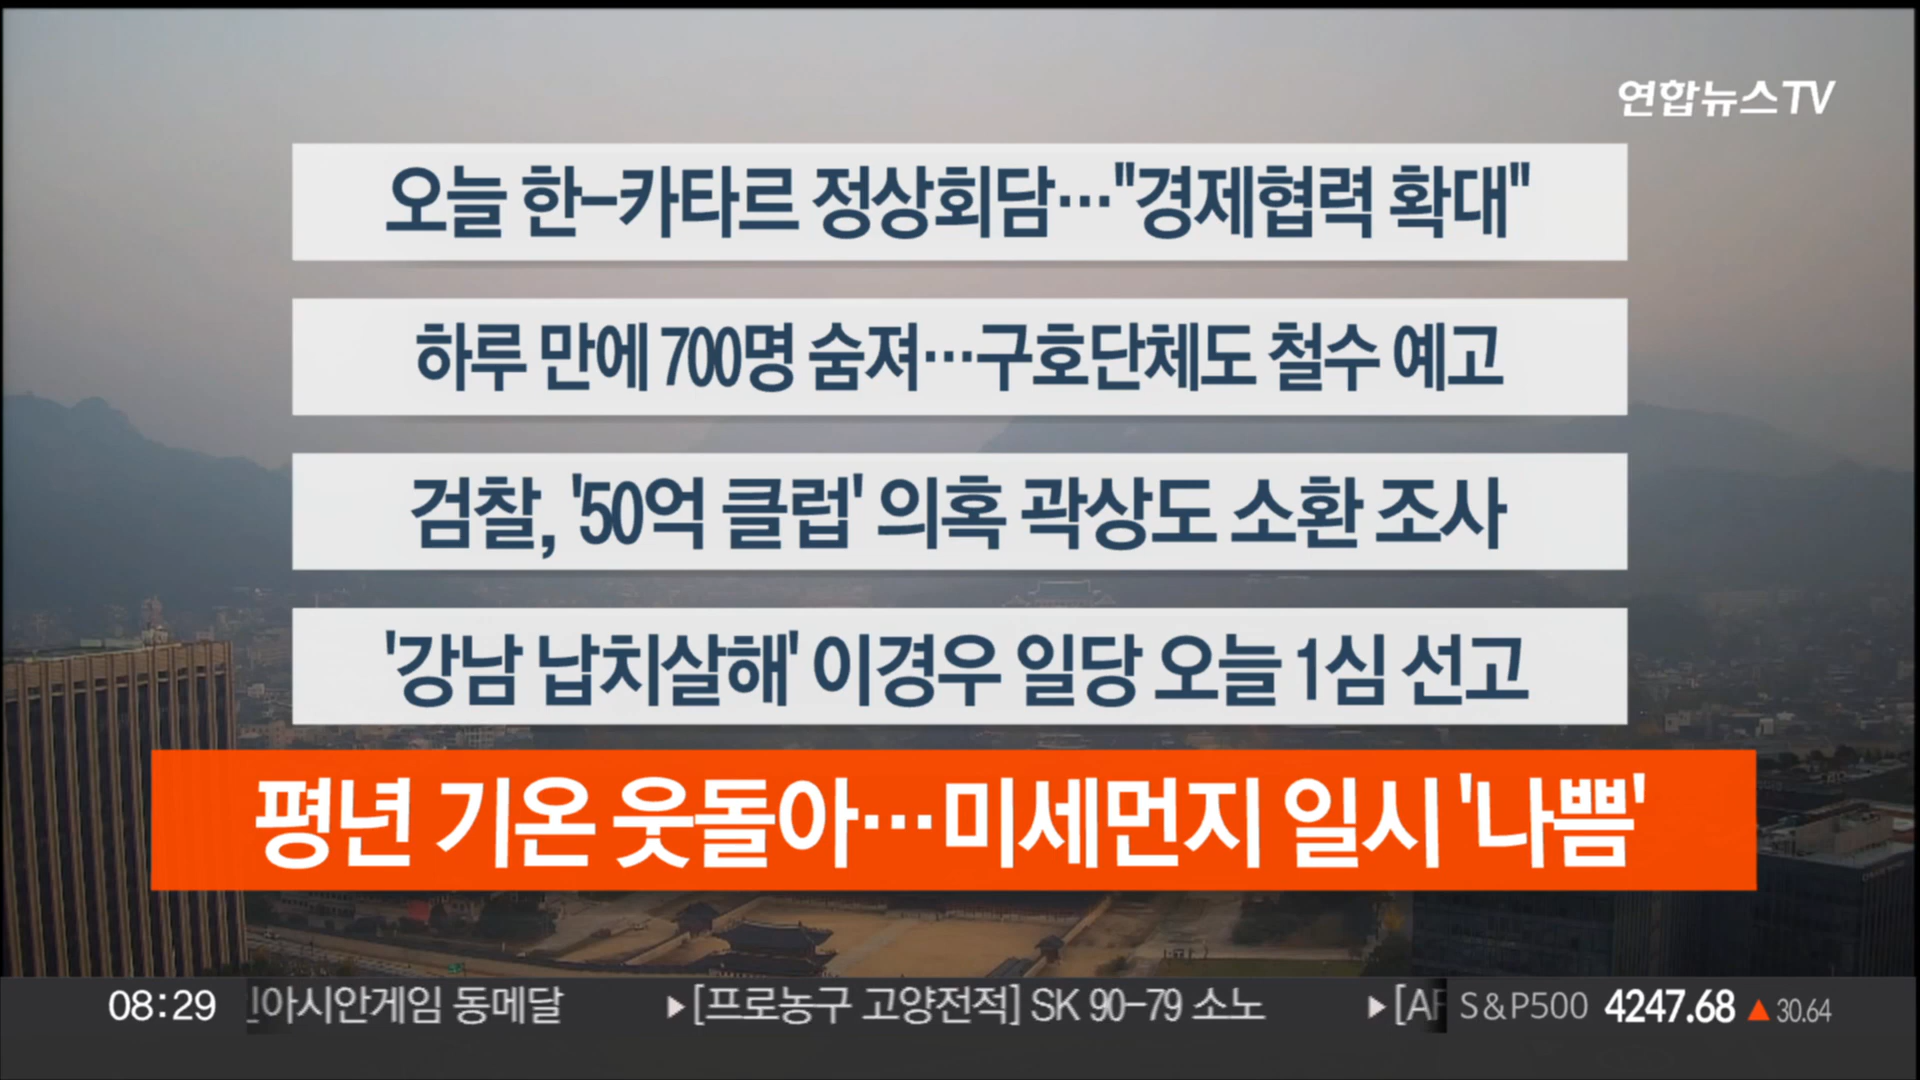 연합뉴스TV
오늘 한-카타르 정상회담…"경제협력 확대"
하루 만에 700명 숨져…구호단체도 철수 예고
검찰, '50억 클럽' 의혹 곽상도 소환 조사
'강남 납치살해' 이경우 일당 오늘 1심 선고
평년 기온 웃돌아…미세먼지 일시 '나쁨'
08:29 아시안게임 동메달 ▶[프로농구 고양전적] SK 90-79 소노 ▶[AF S&P500 4247.68 ▲30.64